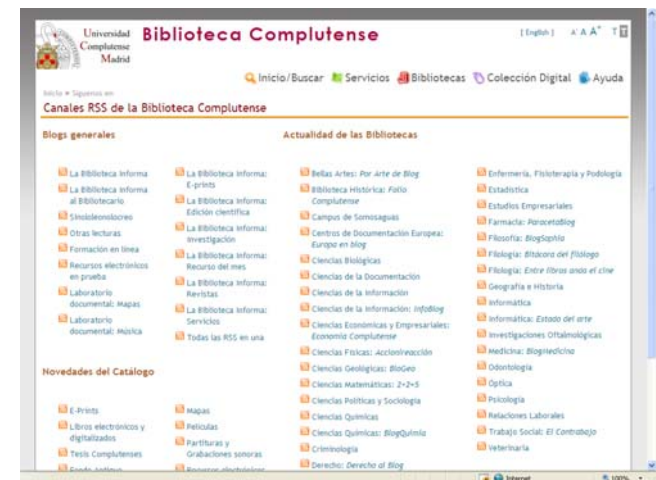 Universidad
Complutense
Madrid
Biblioteca Complutense
[ English ] A- A A+ T T
Inicio/Buscar Servicios Bibliotecas Colección Digital Ayuda
Inicio » Síguenos en
Canales RSS de la Biblioteca Complutense
Blogs generales
La Biblioteca Informa
La Biblioteca Informa
al Bibliotecario
Sinololeonolocreo
Otras lecturas
Formación en línea
Recursos electrónicos
en prueba
Laboratorio
documental: Mapas
Laboratorio
documental: Música
La Biblioteca Informa:
E-prints
La Biblioteca Informa:
Edición científica
La Biblioteca Informa:
Investigación
La Biblioteca Informa:
Recurso del mes
La Biblioteca Informa:
Revistas
La Biblioteca Informa:
Servicios
Todas las RSS en una
Novedades del Catálogo
E-Prints
Libros electrónicos y
digitalizados
Tesis Complutenses
Fondo Antiguo
Mapas
Películas
Partituras y
Grabaciones sonoras
Recursos electrónicos
Actualidad de las Bibliotecas
Bellas Artes: Por Arte de Blog
Biblioteca Histórica: Folio
Complutense
Campus de Somosaguas
Centros de Documentación Europea:
Europa en blog
Ciencias Biológicas
Ciencias de la Documentación
Ciencias de la Información
Ciencias de la Información: InfoBlog
Ciencias Económicas y Empresariales:
Economía Complutense
Ciencias Físicas: Accionireacción
Ciencias Geológicas: BloGeo
Ciencias Matemáticas: 2+2=5
Ciencias Políticas y Sociología
Ciencias Químicas
Ciencias Químicas: BlogQuimia
Criminología
Derecho: Derecho al Blog
Enfermería, Fisioterapia y Podología
Estadística
Estudios Empresariales
Farmacia: ParacetaBlog
Filosofía: BlogSophia
Filología: Bitácora del filólogo
Filología: Entre libros anda el cine
Geografía e Historia
Informática
Informática: Estado del arte
Investigaciones Oftalmológicas
Medicina: Blogmedicina
Odontología
Óptica
Psicología
Relaciones Laborales
Trabajo Social: El Contrabajo
Veterinaria
Internet 100%